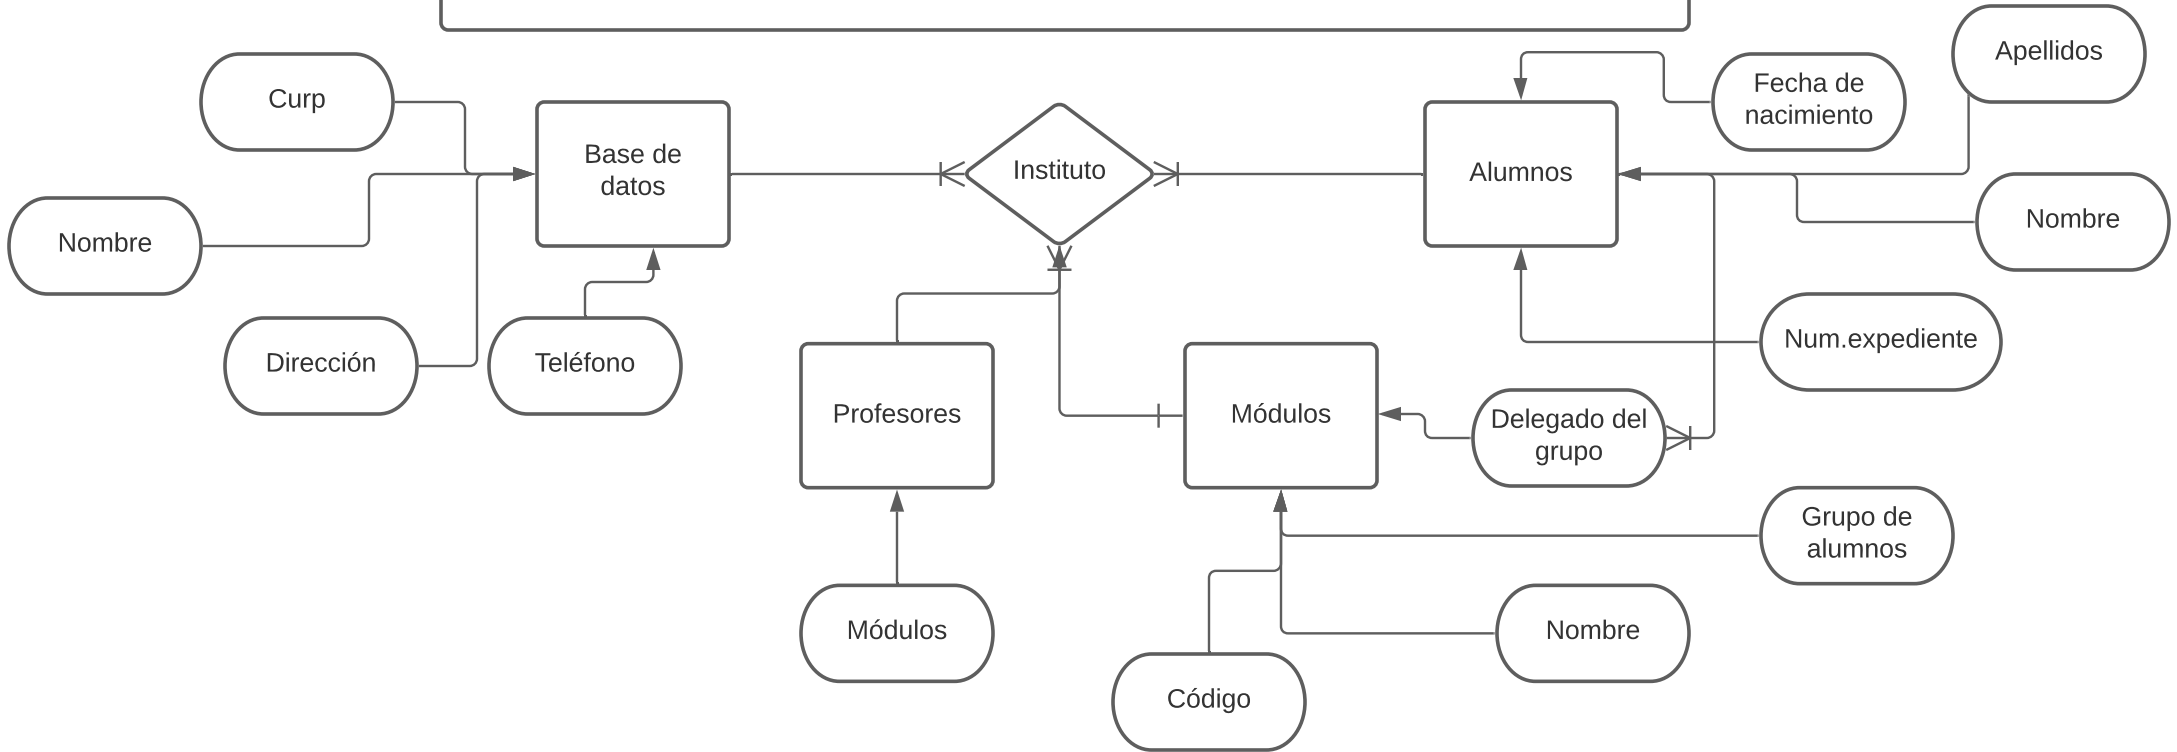 Apellidos
Fecha de
nacimiento
Curp
Base de
datos
Instituto
Alumnos
Nombre
Nombre
Dirección
Teléfono
Num.expediente
Profesores
Módulos
Delegado del
grupo
Grupo de
alumnos
Módulos
Nombre
Código